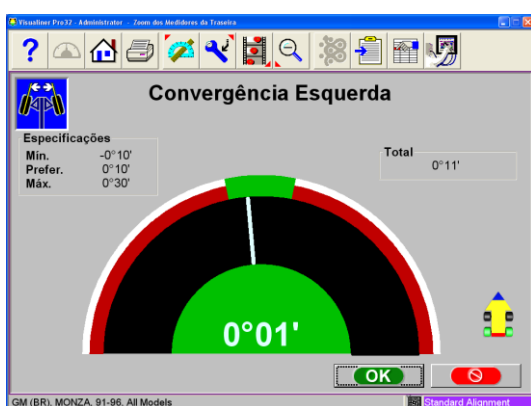 Visualiner Pro32 - Administrator - Zoom dos Medidores da Traseira
?
Convergência Esquerda
Especificações
Mín. -0°10'
Prefer. 0°10'
Máx. 0°30'
Total
0°11'
0°01'
OK
GM (BR), MONZA, 91-96, All Models
Standard Alignment